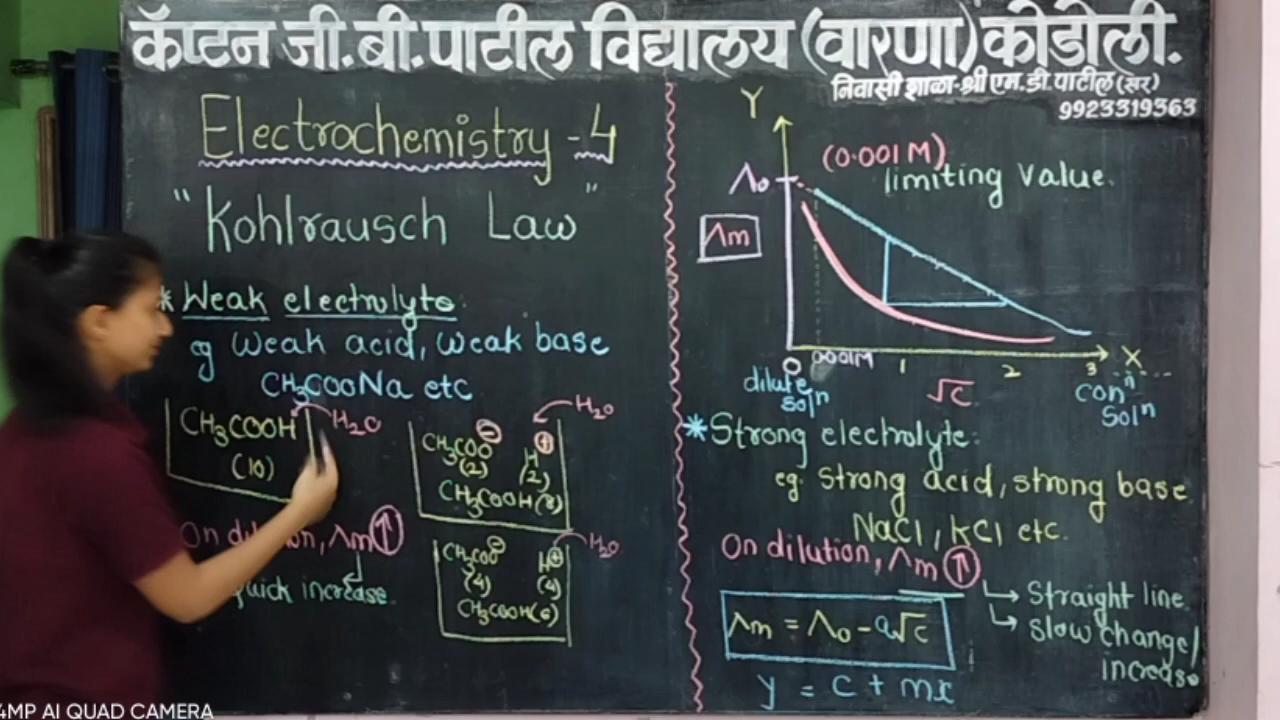 कॅप्टन जी.बी.पाटील विद्यालय (वारणा) कोडोली.
निवासी शाळा-श्री एम.डी.पाटील (सर)
9923319363
Electrochemistry - 4
"Kohlrausch Law"
* Weak electrolyte:
eg Weak acid, weak base
CH₃COONa etc
CH₃COOH
(10)
H₂O
CH₃COO⊖ H⊕
(2) (2)
CH₃COOH(8)
H₂O
On dilution, Λm↑
quick increase
CH₃COO⊖ H⊕
(4) (4)
CH₃COOH(6)
H₂O
Y
(0.001M)
Λ₀ limiting value.
Λm
O 0.001M 1 2 3 X
dilute soln
√c
conⁿ soln
*Strong electrolyte:
eg. Strong acid, strong base
NaCl, KCl etc.
On dilution, Λm↑
Straight line
slow change/
increase
Λm = Λ₀ - a√c
y = c + mx
4MP AI QUAD CAMERA